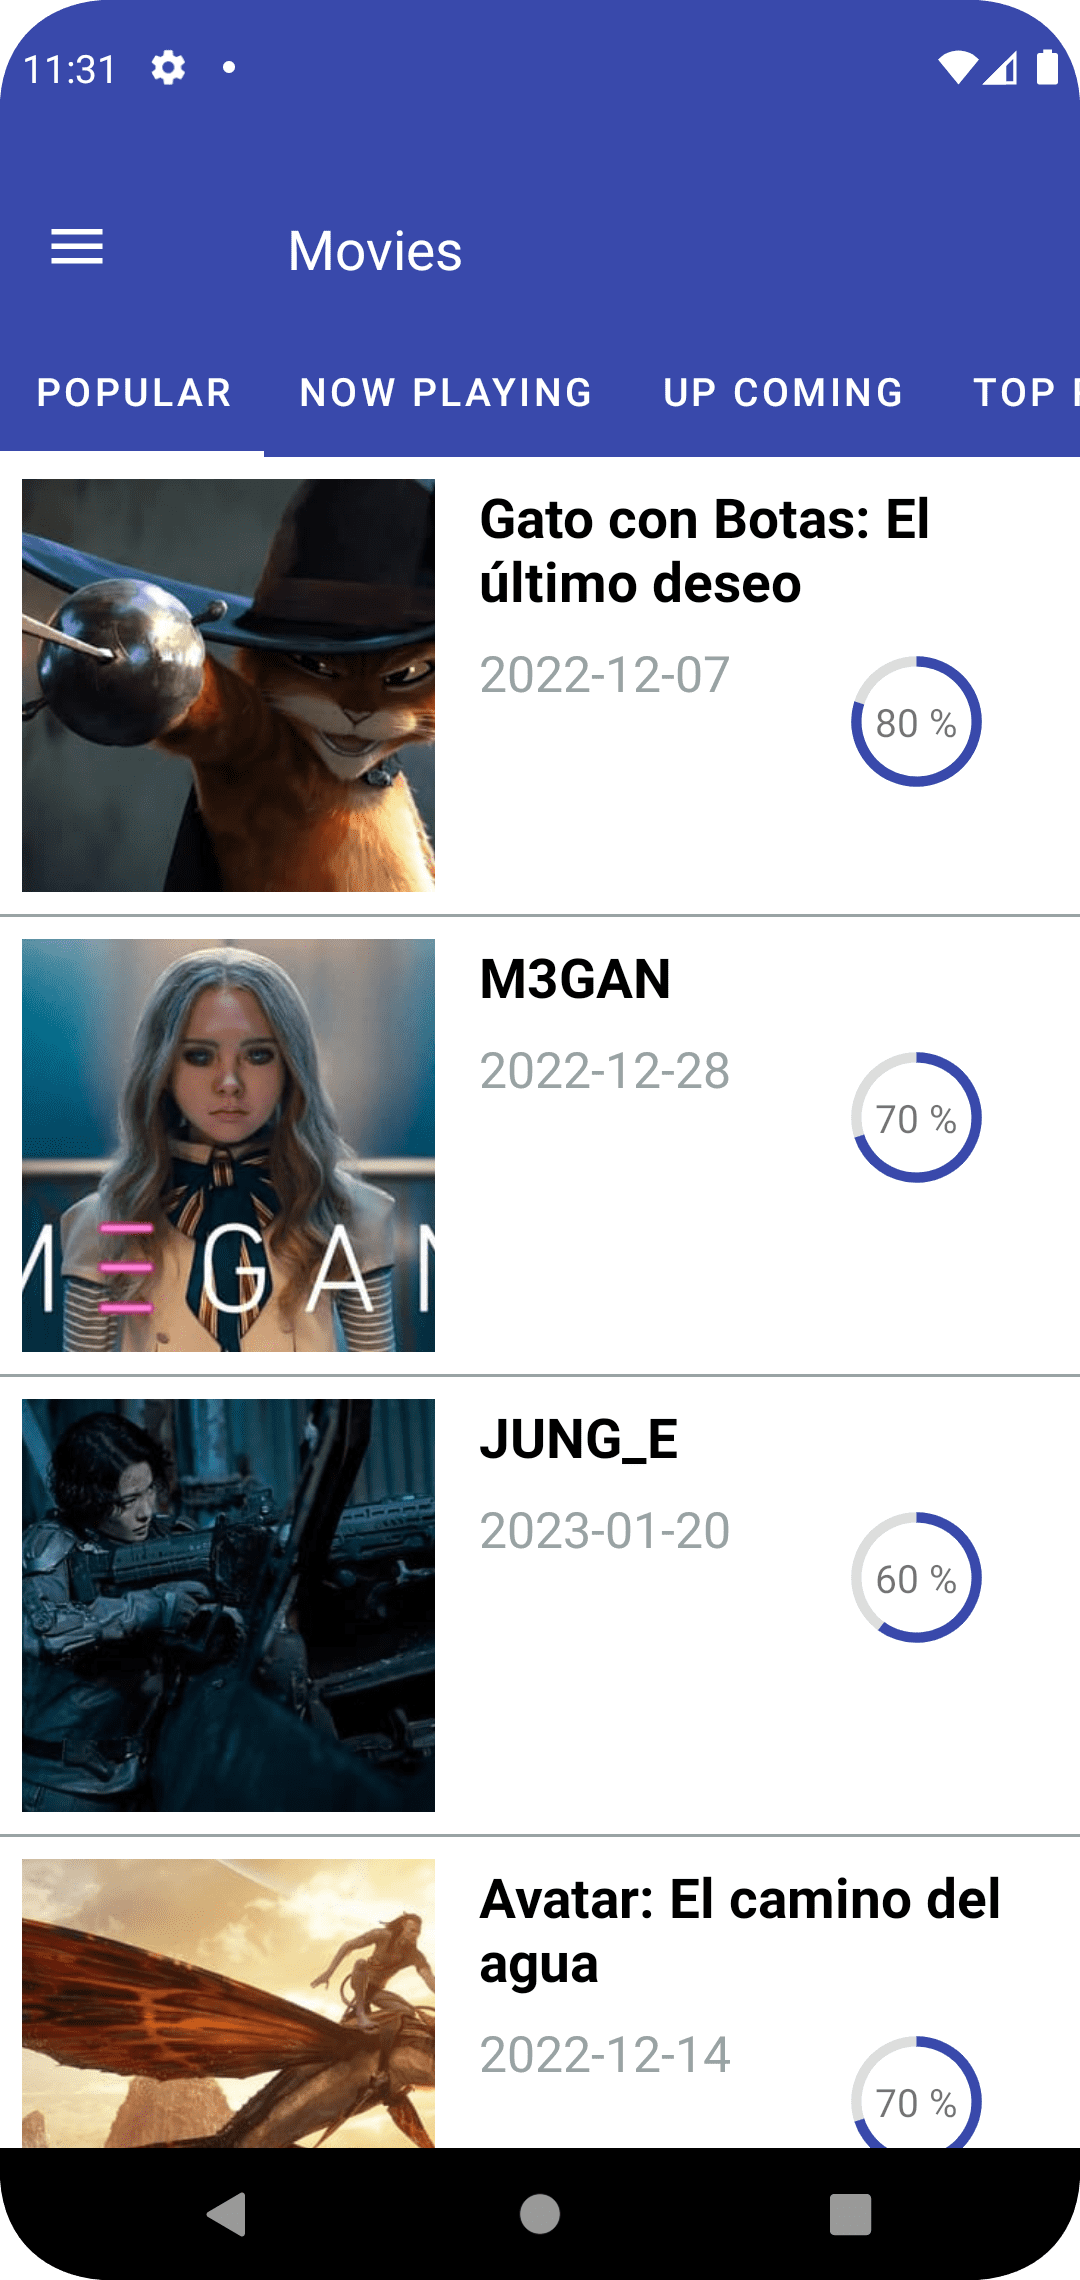 11:31
Movies
POPULAR NOW PLAYING UP COMING TOP
Gato con Botas: El
último deseo
2022-12-07
80 %
M3GAN
2022-12-28
70 %
M Ξ G A N
JUNG_E
2023-01-20
60 %
Avatar: El camino del
agua
2022-12-14
70 %